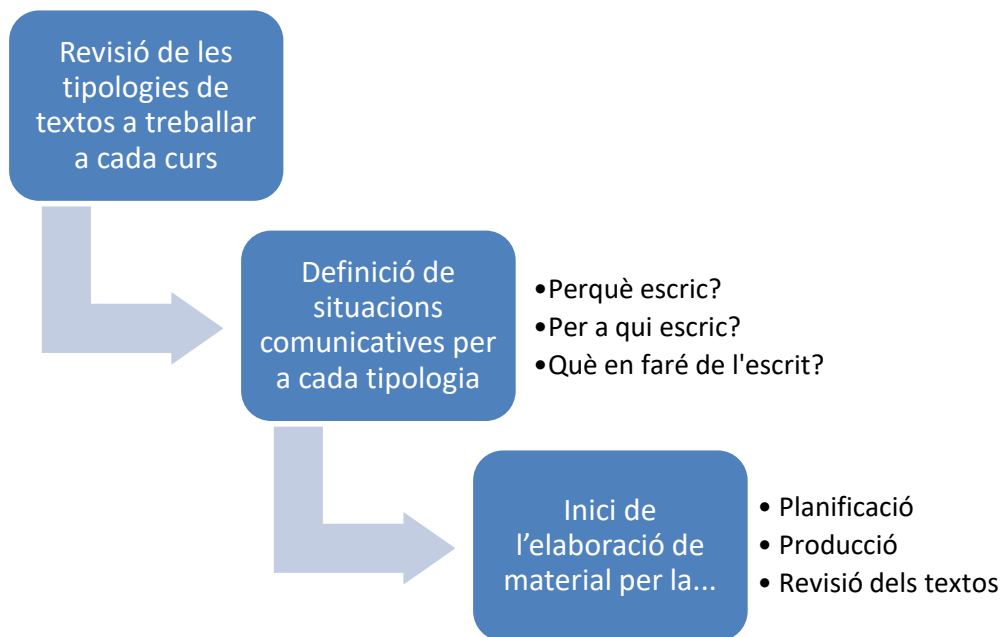 Revisió de les
tipologies de
textos a treballar
a cada curs
Definició de
situacions
comunicatives per
a cada tipologia
•Perquè escric?
•Per a qui escric?
•Què en faré de l'escrit?
Inici de
l’elaboració de
material per la...
• Planificació
• Producció
• Revisió dels textos